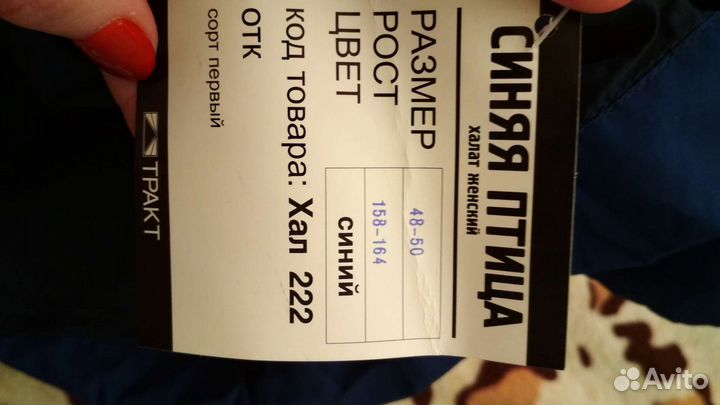 СИНЯЯ ПТИЦА
халат женский
РАЗМЕР 48-50
РОСТ 158-164
ЦВЕТ синий
код товара: Хал 222
ОТК
сорт первый
ТРАКТ
Avito